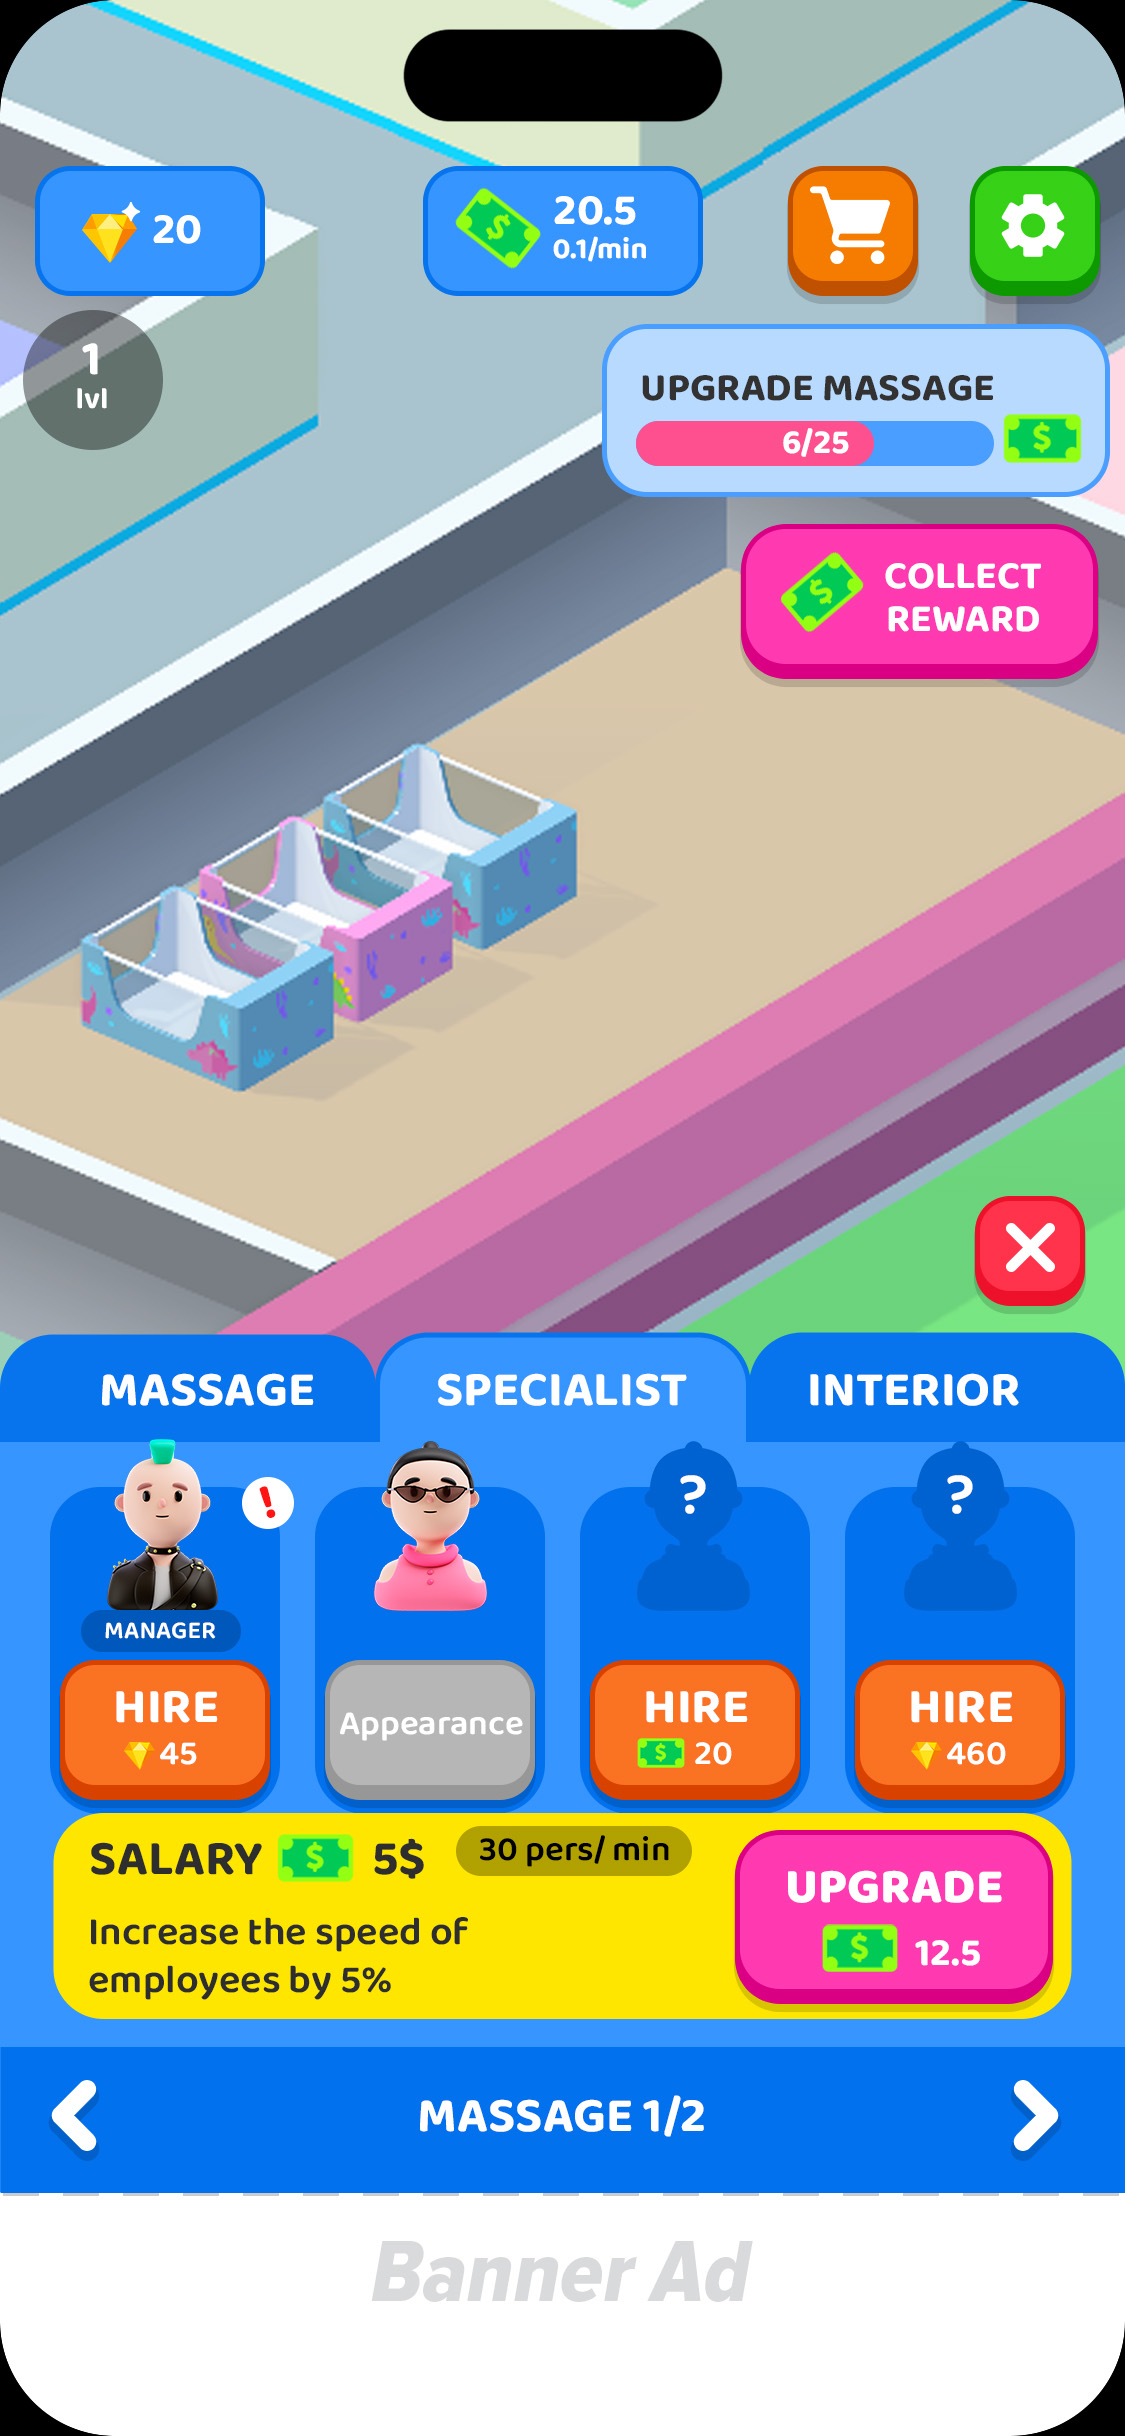 20
20.5
0.1/min
1
lvl
UPGRADE MASSAGE
6/25
$
COLLECT
REWARD
MASSAGE
SPECIALIST
INTERIOR
!
?
?
MANAGER
HIRE
45
Appearance
HIRE
$ 20
HIRE
460
SALARY $ 5$
30 pers/ min
Increase the speed of
employees by 5%
UPGRADE
$ 12.5
MASSAGE 1/2
Banner Ad